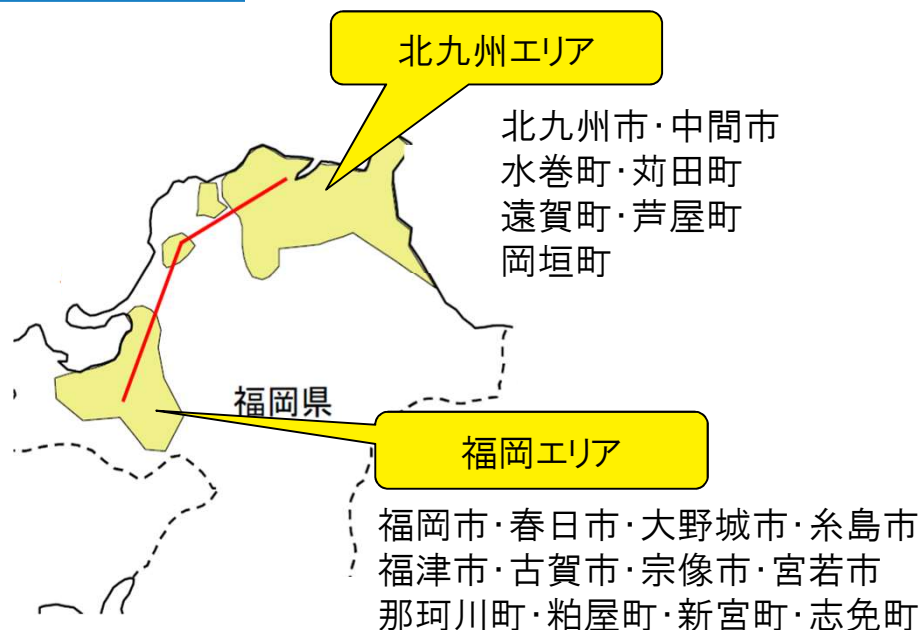 北九州エリア
北九州市・中間市
水巻町・苅田町
遠賀町・芦屋町
岡垣町
福岡県
福岡エリア
福岡市・春日市・大野城市・糸島市
福津市・古賀市・宗像市・宮若市
那珂川町・粕屋町・新宮町・志免町